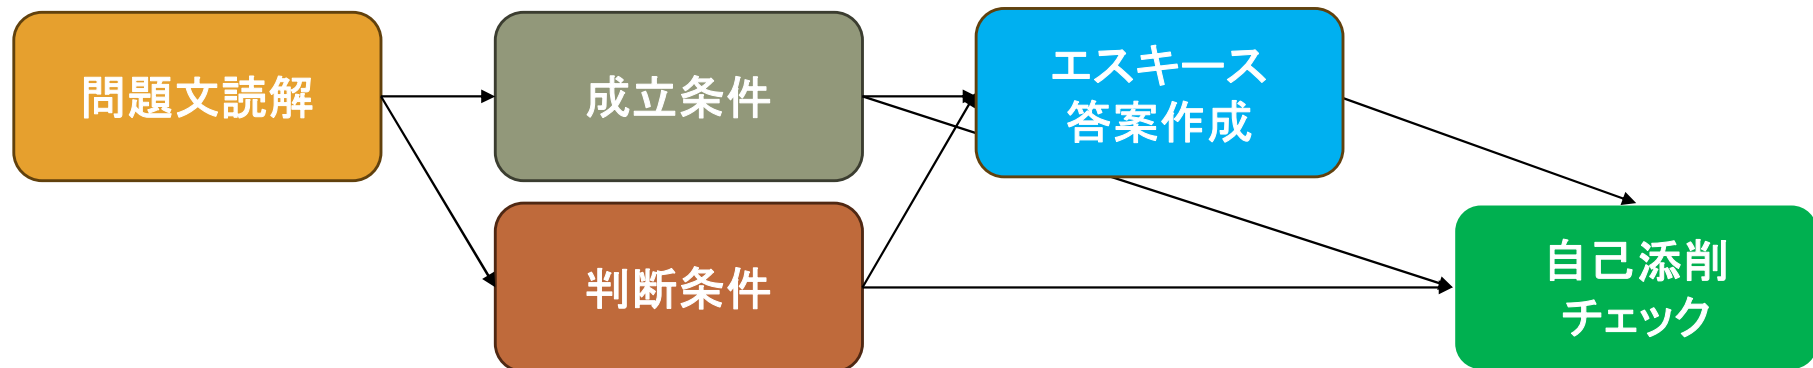 問題文読解
成立条件
エスキース
答案作成
判断条件
自己添削
チェック